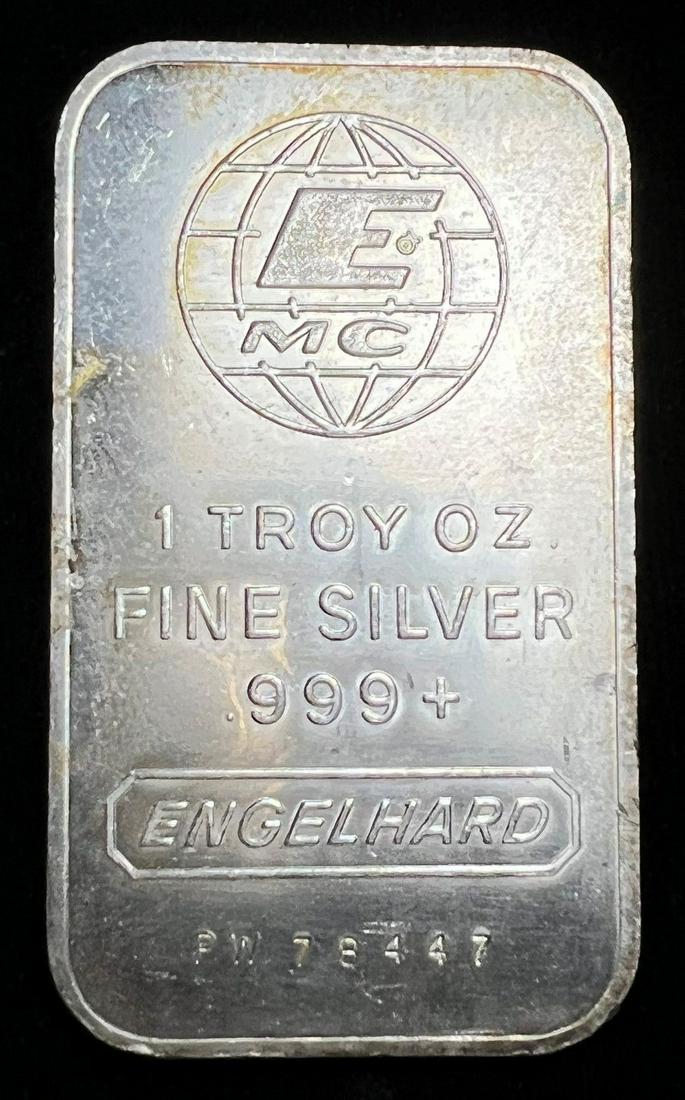 E
MC
1 TROY OZ.
FINE SILVER
.999+
ENGELHARD
PW 78447